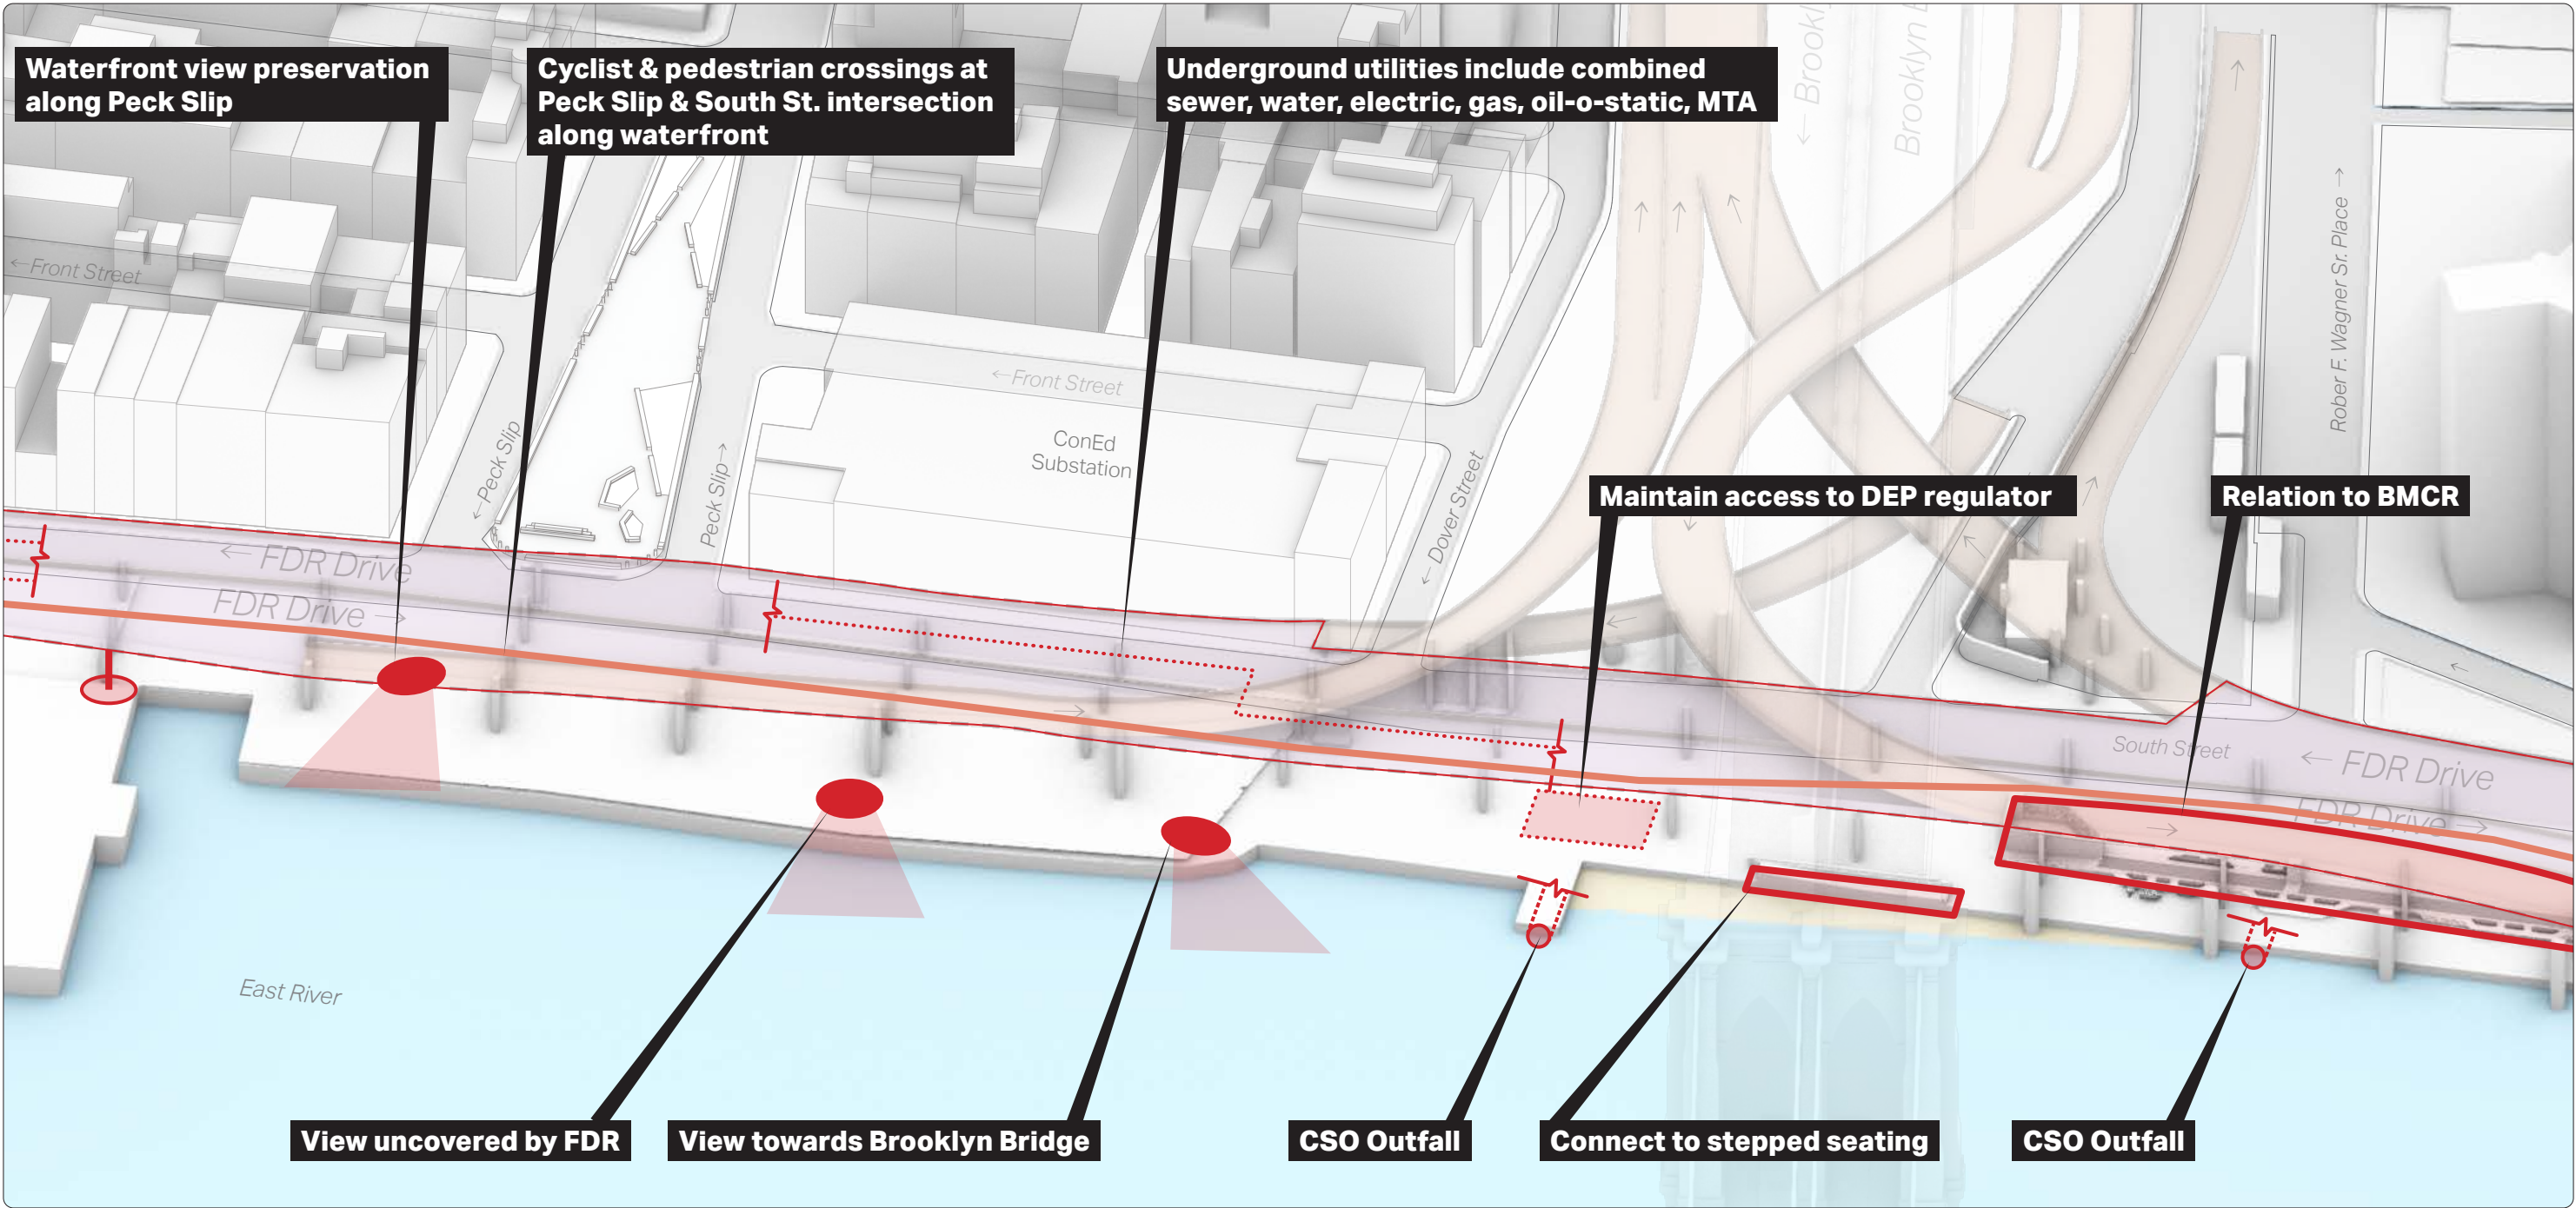 ← Brookl
Brooklyn B
Waterfront view preservation
along Peck Slip
Cyclist & pedestrian crossings at
Peck Slip & South St. intersection
along waterfront
Underground utilities include combined
sewer, water, electric, gas, oil-o-static, MTA
←Front Street
Rober F. Wagner Sr. Place →
←Front Street
ConEd
Substation
←Peck Slip
Peck Slip→
← Dover Street
Maintain access to DEP regulator
Relation to BMCR
← FDR Drive
FDR Drive →
South Street
← FDR Drive
FDR Drive →
East River
View uncovered by FDR
View towards Brooklyn Bridge
CSO Outfall
Connect to stepped seating
CSO Outfall